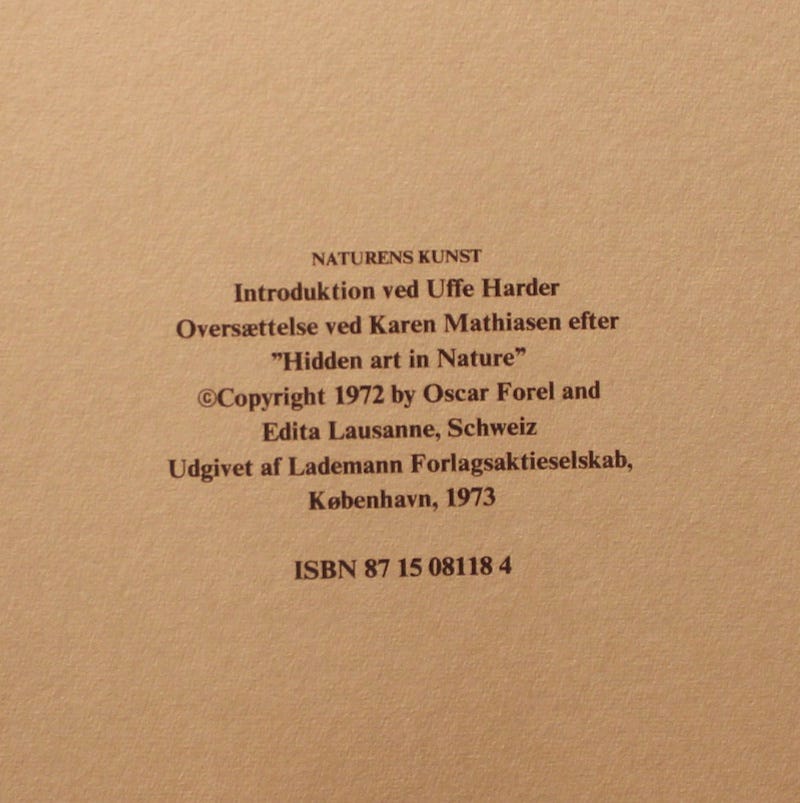 NATURENS KUNST
Introduktion ved Uffe Harder
Oversættelse ved Karen Mathiasen efter
”Hidden art in Nature”
©Copyright 1972 by Oscar Forel and
Edita Lausanne, Schweiz
Udgivet af Lademann Forlagsaktieselskab,
København, 1973
ISBN 87 15 08118 4